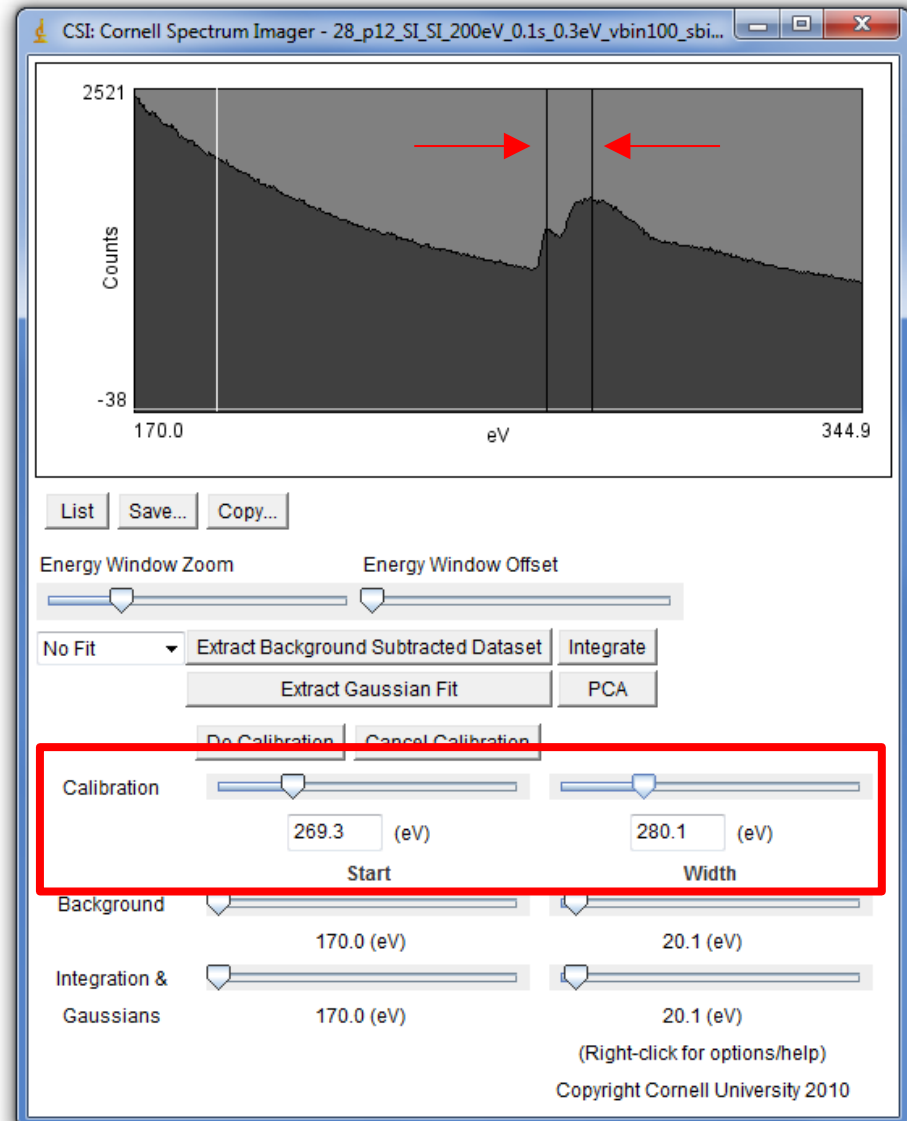 CSI: Cornell Spectrum Imager - 28_p12_SI_SI_200eV_0.1s_0.3eV_vbin100_sbi...
2521
Counts
-38
170.0
eV
344.9
List Save... Copy...
Energy Window Zoom Energy Window Offset
No Fit Extract Background Subtracted Dataset Integrate
Extract Gaussian Fit PCA
Do Calibration Cancel Calibration
Calibration
269.3 (eV) 280.1 (eV)
Start Width
Background
170.0 (eV) 20.1 (eV)
Integration &
Gaussians 170.0 (eV) 20.1 (eV)
(Right-click for options/help)
Copyright Cornell University 2010